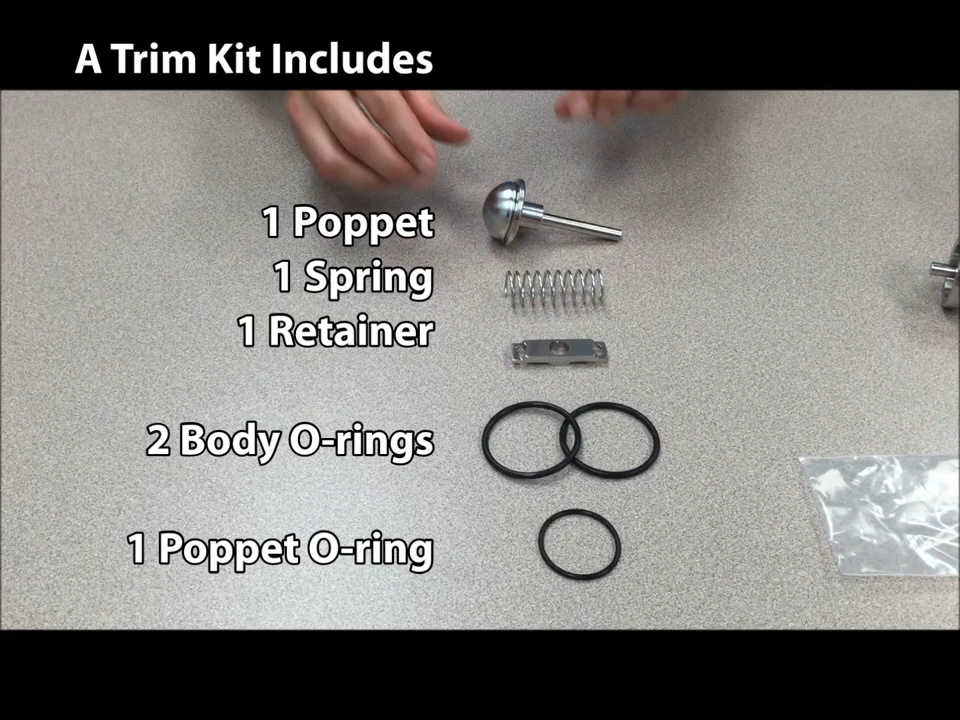 A Trim Kit Includes
1 Poppet
1 Spring
1 Retainer
2 Body O-rings
1 Poppet O-ring